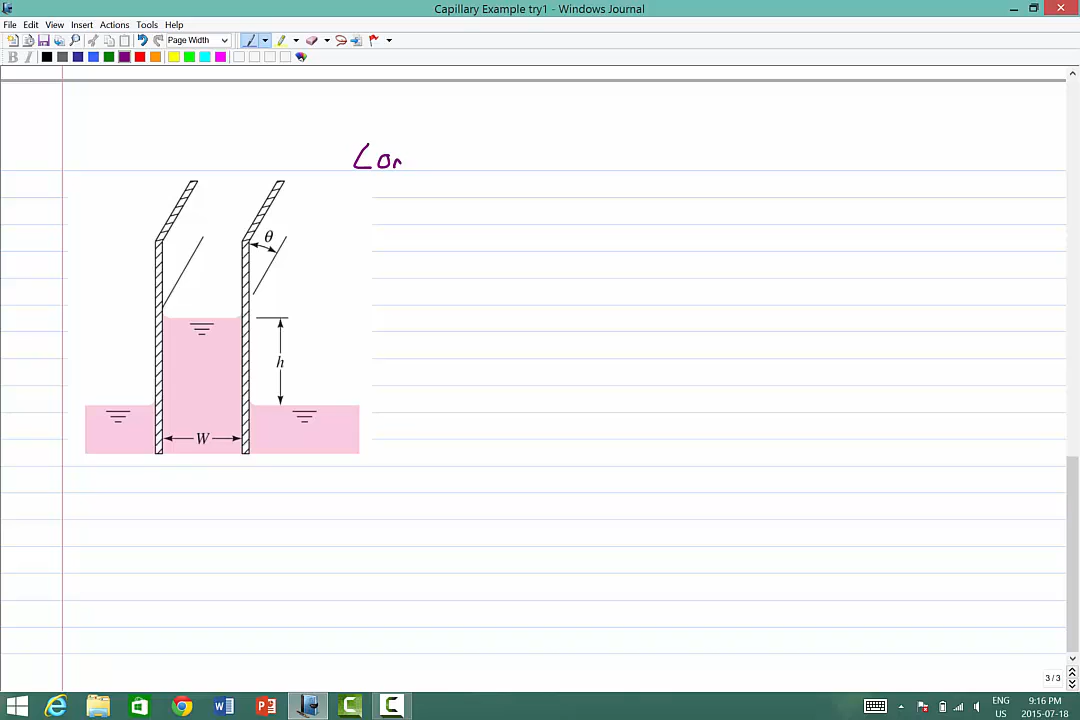 Capillary Example try1 - Windows Journal
File Edit View Insert Actions Tools Help
Page Width
B I
θ
h
W
3 / 3
ENG
US
9:16 PM
2015-07-18